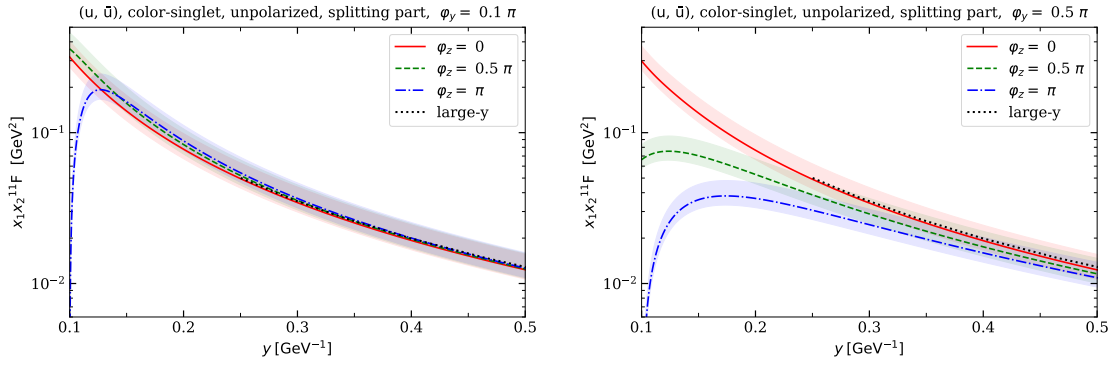 (u, ū), color-singlet, unpolarized, splitting part, φy = 0.1 π
x₁x₂ ¹¹F [GeV²]
10⁻¹
10⁻²
φz = 0
φz = 0.5 π
φz = π
large-y
0.1 0.2 0.3 0.4 0.5
y [GeV⁻¹]
(u, ū), color-singlet, unpolarized, splitting part, φy = 0.5 π
x₁x₂ ¹¹F [GeV²]
10⁻¹
10⁻²
φz = 0
φz = 0.5 π
φz = π
large-y
0.1 0.2 0.3 0.4 0.5
y [GeV⁻¹]